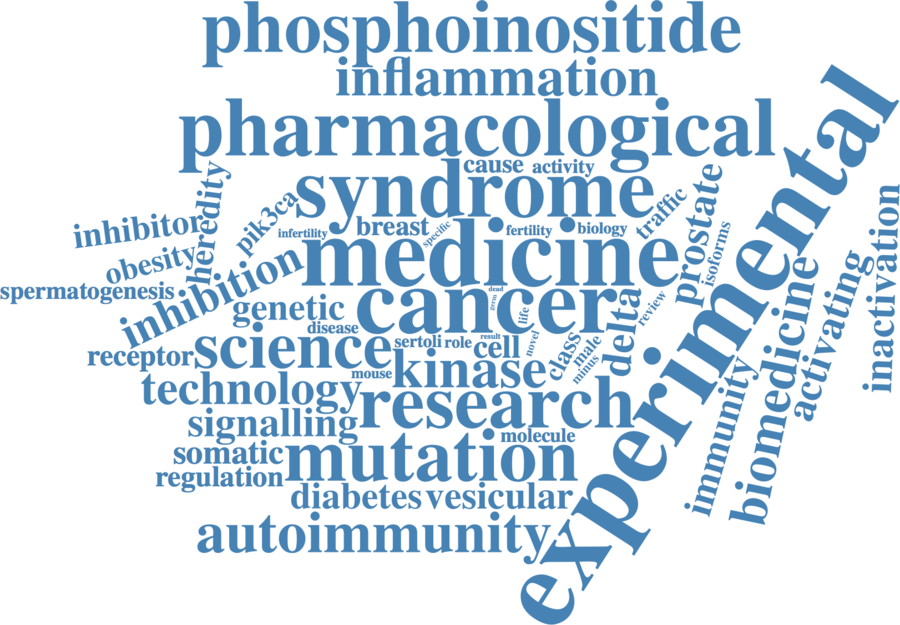 phosphoinositide
inflammation
pharmacological
experimental
cause
activity
syndrome
heredity
pik3ca
traffic
prostate
inhibitor
breast
specific
infertility
fertility
biology
isoforms
inactivation
medicine
obesity
inhibition
spermatogenesis
cancer
dead
germ
life
review
delta
biomedicine
activating
genetic
disease
science
sertoli
role
result
cell
novel
class
male
minus
receptor
mouse
kinase
immunity
technology
research
signalling
molecule
somatic
mutation
regulation
diabetes
vesicular
autoimmunity